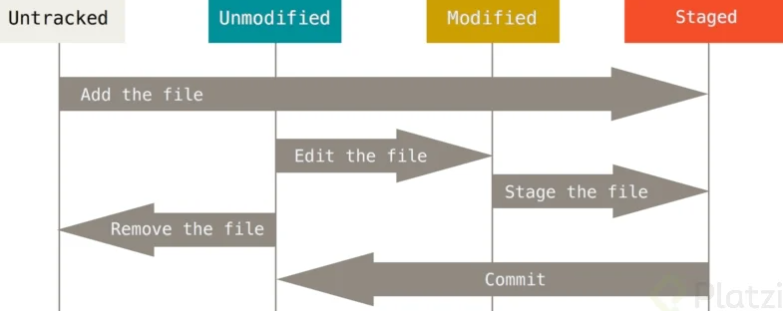 Untracked
Unmodified
Modified
Staged
Add the file
Edit the file
Stage the file
Remove the file
Commit
Platzi